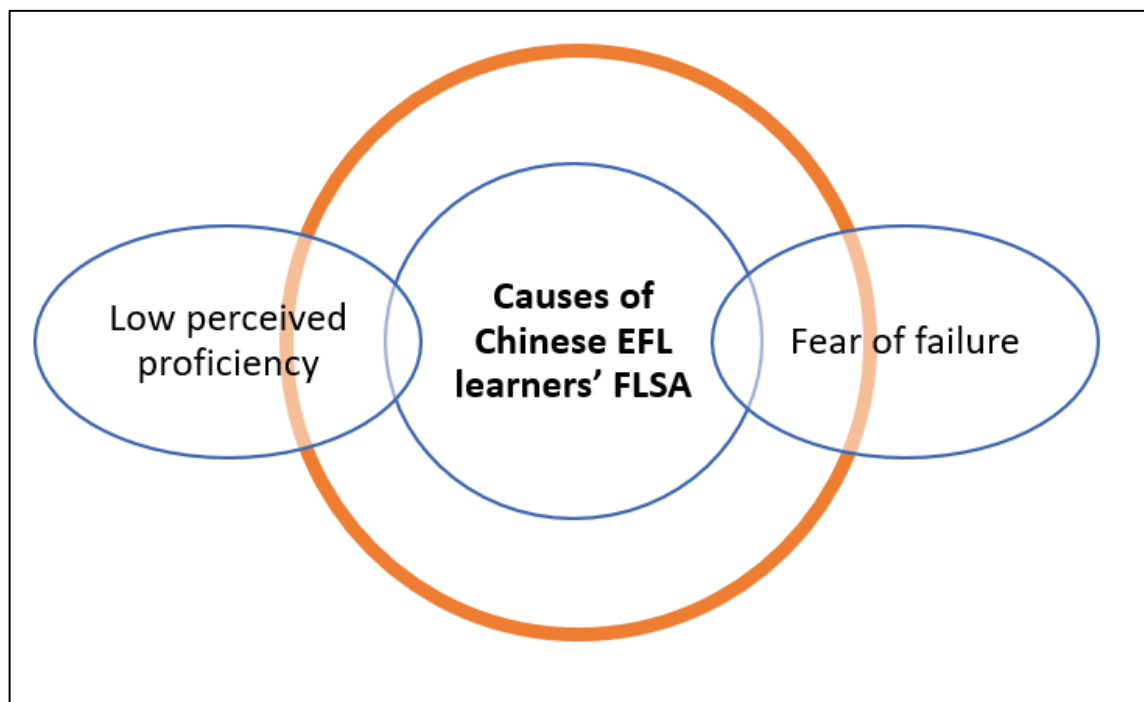 Low perceived
proficiency
Causes of
Chinese EFL
learners’ FLSA
Fear of failure